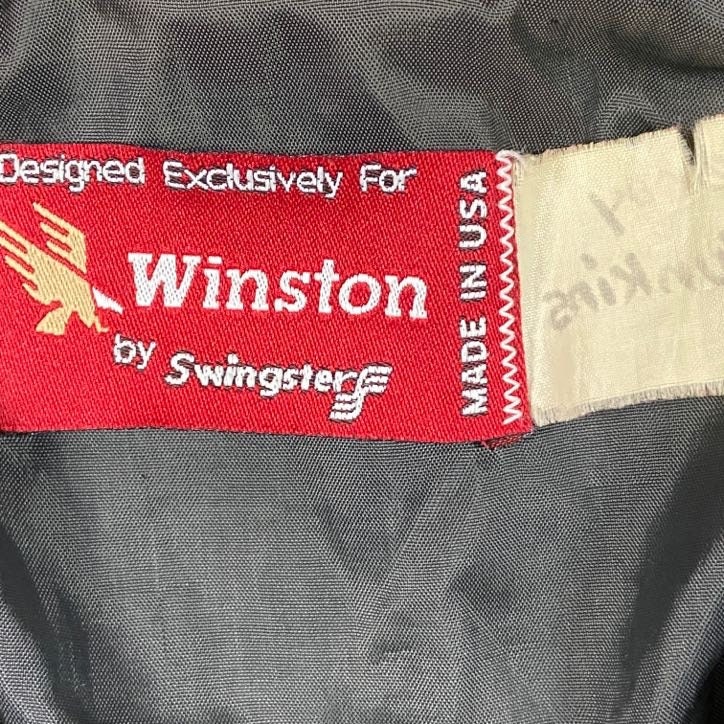 Designed Exclusively For
Winston
by Swingster
MADE IN USA